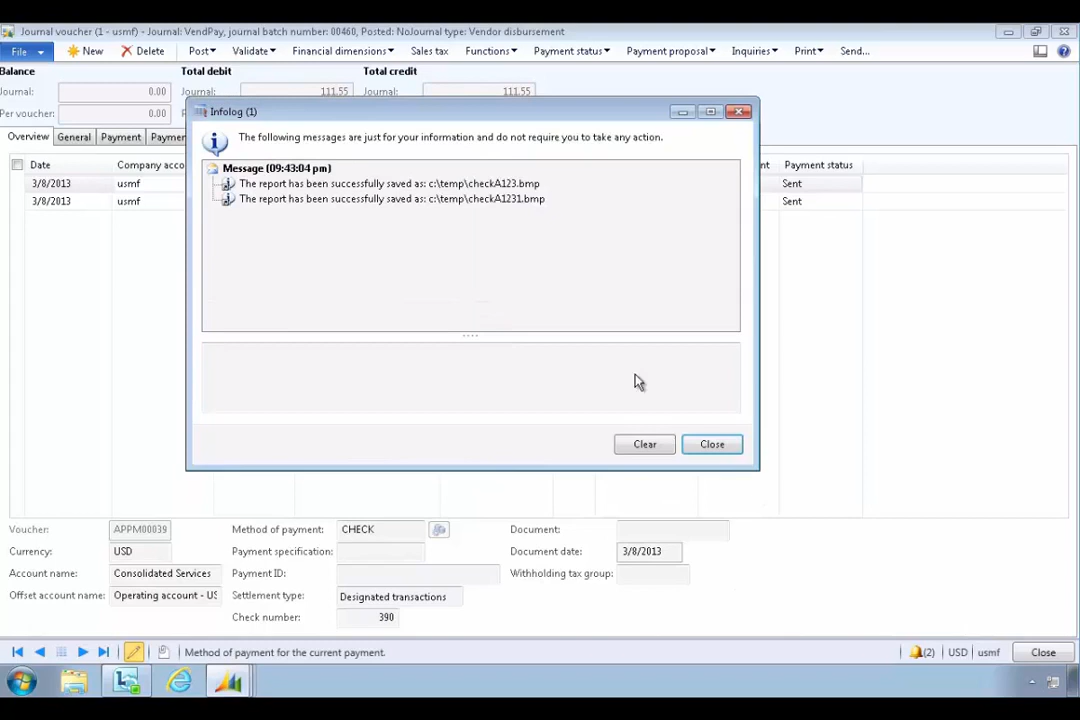 Journal voucher (1 - usmf) - Journal: VendPay, journal batch number: 00460, Posted: NoJournal type: Vendor disbursement
File New Delete Post Validate Financial dimensions Sales tax Functions Payment status Payment proposal Inquiries Print Send...
Balance Total debit Total credit
Journal: 0.00 Journal: 111.55 Journal: 111.55
Per voucher: 0.00
Overview General Payment
Date Company acco Payment status
3/8/2013 usmf Sent
3/8/2013 usmf Sent
Infolog (1)
The following messages are just for your information and do not require you to take any action.
Message (09:43:04 pm)
The report has been successfully saved as: c:\temp\checkA123.bmp
The report has been successfully saved as: c:\temp\checkA1231.bmp
Clear Close
Voucher: APPM00039 Method of payment: CHECK Document:
Currency: USD Payment specification: Document date: 3/8/2013
Account name: Consolidated Services Payment ID: Withholding tax group:
Offset account name: Operating account - US Settlement type: Designated transactions
Check number: 390
Method of payment for the current payment. (2) USD usmf Close